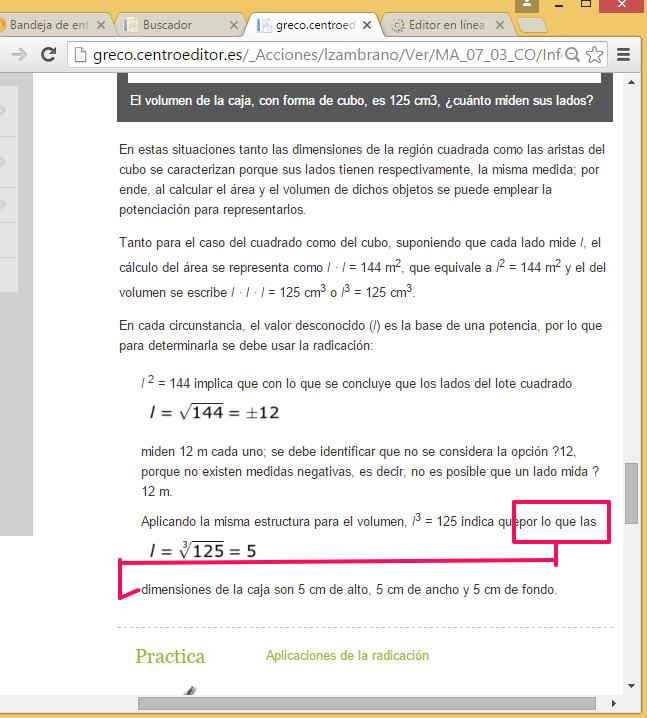 Bandeja de ent
Buscador
greco.centroed
Editor en línea
greco.centroeditor.es/_Acciones/lzambrano/Ver/MA_07_03_CO/Inf
El volumen de la caja, con forma de cubo, es 125 cm3, ¿cuánto miden sus lados?
En estas situaciones tanto las dimensiones de la región cuadrada como las aristas del
cubo se caracterizan porque sus lados tienen respectivamente, la misma medida; por
ende, al calcular el área y el volumen de dichos objetos se puede emplear la
potenciación para representarlos.
Tanto para el caso del cuadrado como del cubo, suponiendo que cada lado mide l, el
cálculo del área se representa como l · l = 144 m², que equivale a l² = 144 m² y el del
volumen se escribe l · l · l = 125 cm³ o l³ = 125 cm³.
En cada circunstancia, el valor desconocido (l) es la base de una potencia, por lo que
para determinarla se debe usar la radicación:
l ² = 144 implica que con lo que se concluye que los lados del lote cuadrado
l = √144 = ±12
miden 12 m cada uno; se debe identificar que no se considera la opción ?12,
porque no existen medidas negativas, es decir, no es posible que un lado mida ?
12 m.
Aplicando la misma estructura para el volumen, l³ = 125 indica quepor lo que las
l = ∛125 = 5
dimensiones de la caja son 5 cm de alto, 5 cm de ancho y 5 cm de fondo.
Practica
Aplicaciones de la radicación